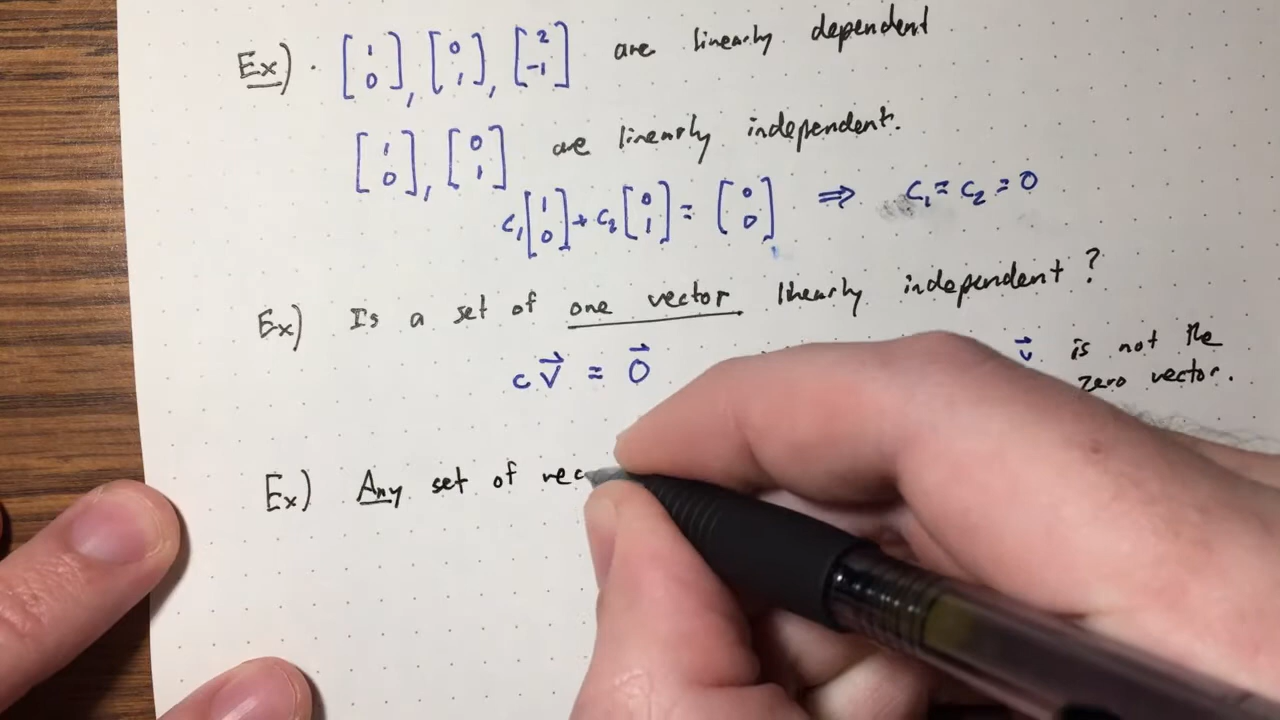 Ex) · [1 0], [0 1], [2 -1] are linearly dependent
[1 0], [0 1] are linearly independent.
c₁[1 0] + c₂[0 1] = [0 0] ⇒ c₁ = c₂ = 0
Ex) Is a set of one vector linearly independent?
c v⃗ = 0⃗ v⃗ is not the
zero vector.
Ex) Any set of vec